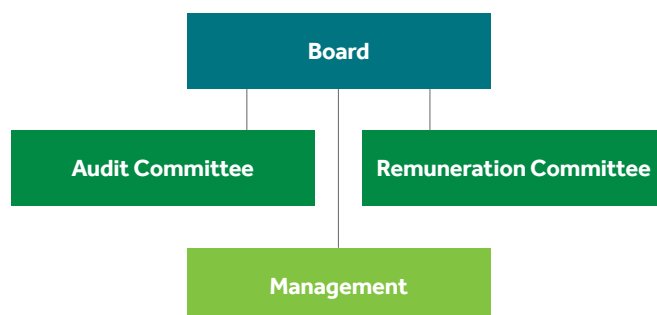 Board
Audit Committee
Remuneration Committee
Management